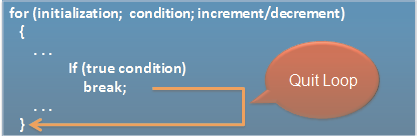 for (initialization; condition; increment/decrement)
{
. . .
If (true condition)
break;
Quit Loop
. . .
}